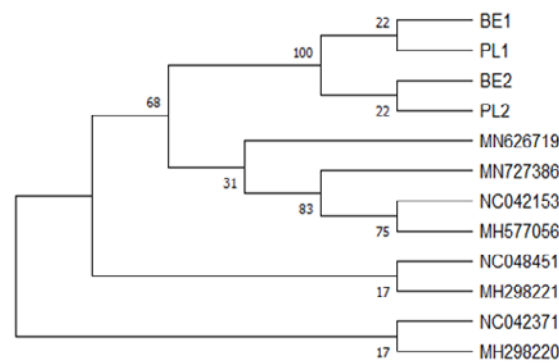 22
BE1
PL1
100
BE2
22
PL2
68
MN626719
31
MN727386
83
NC042153
75
MH577056
NC048451
17
MH298221
NC042371
17
MH298220